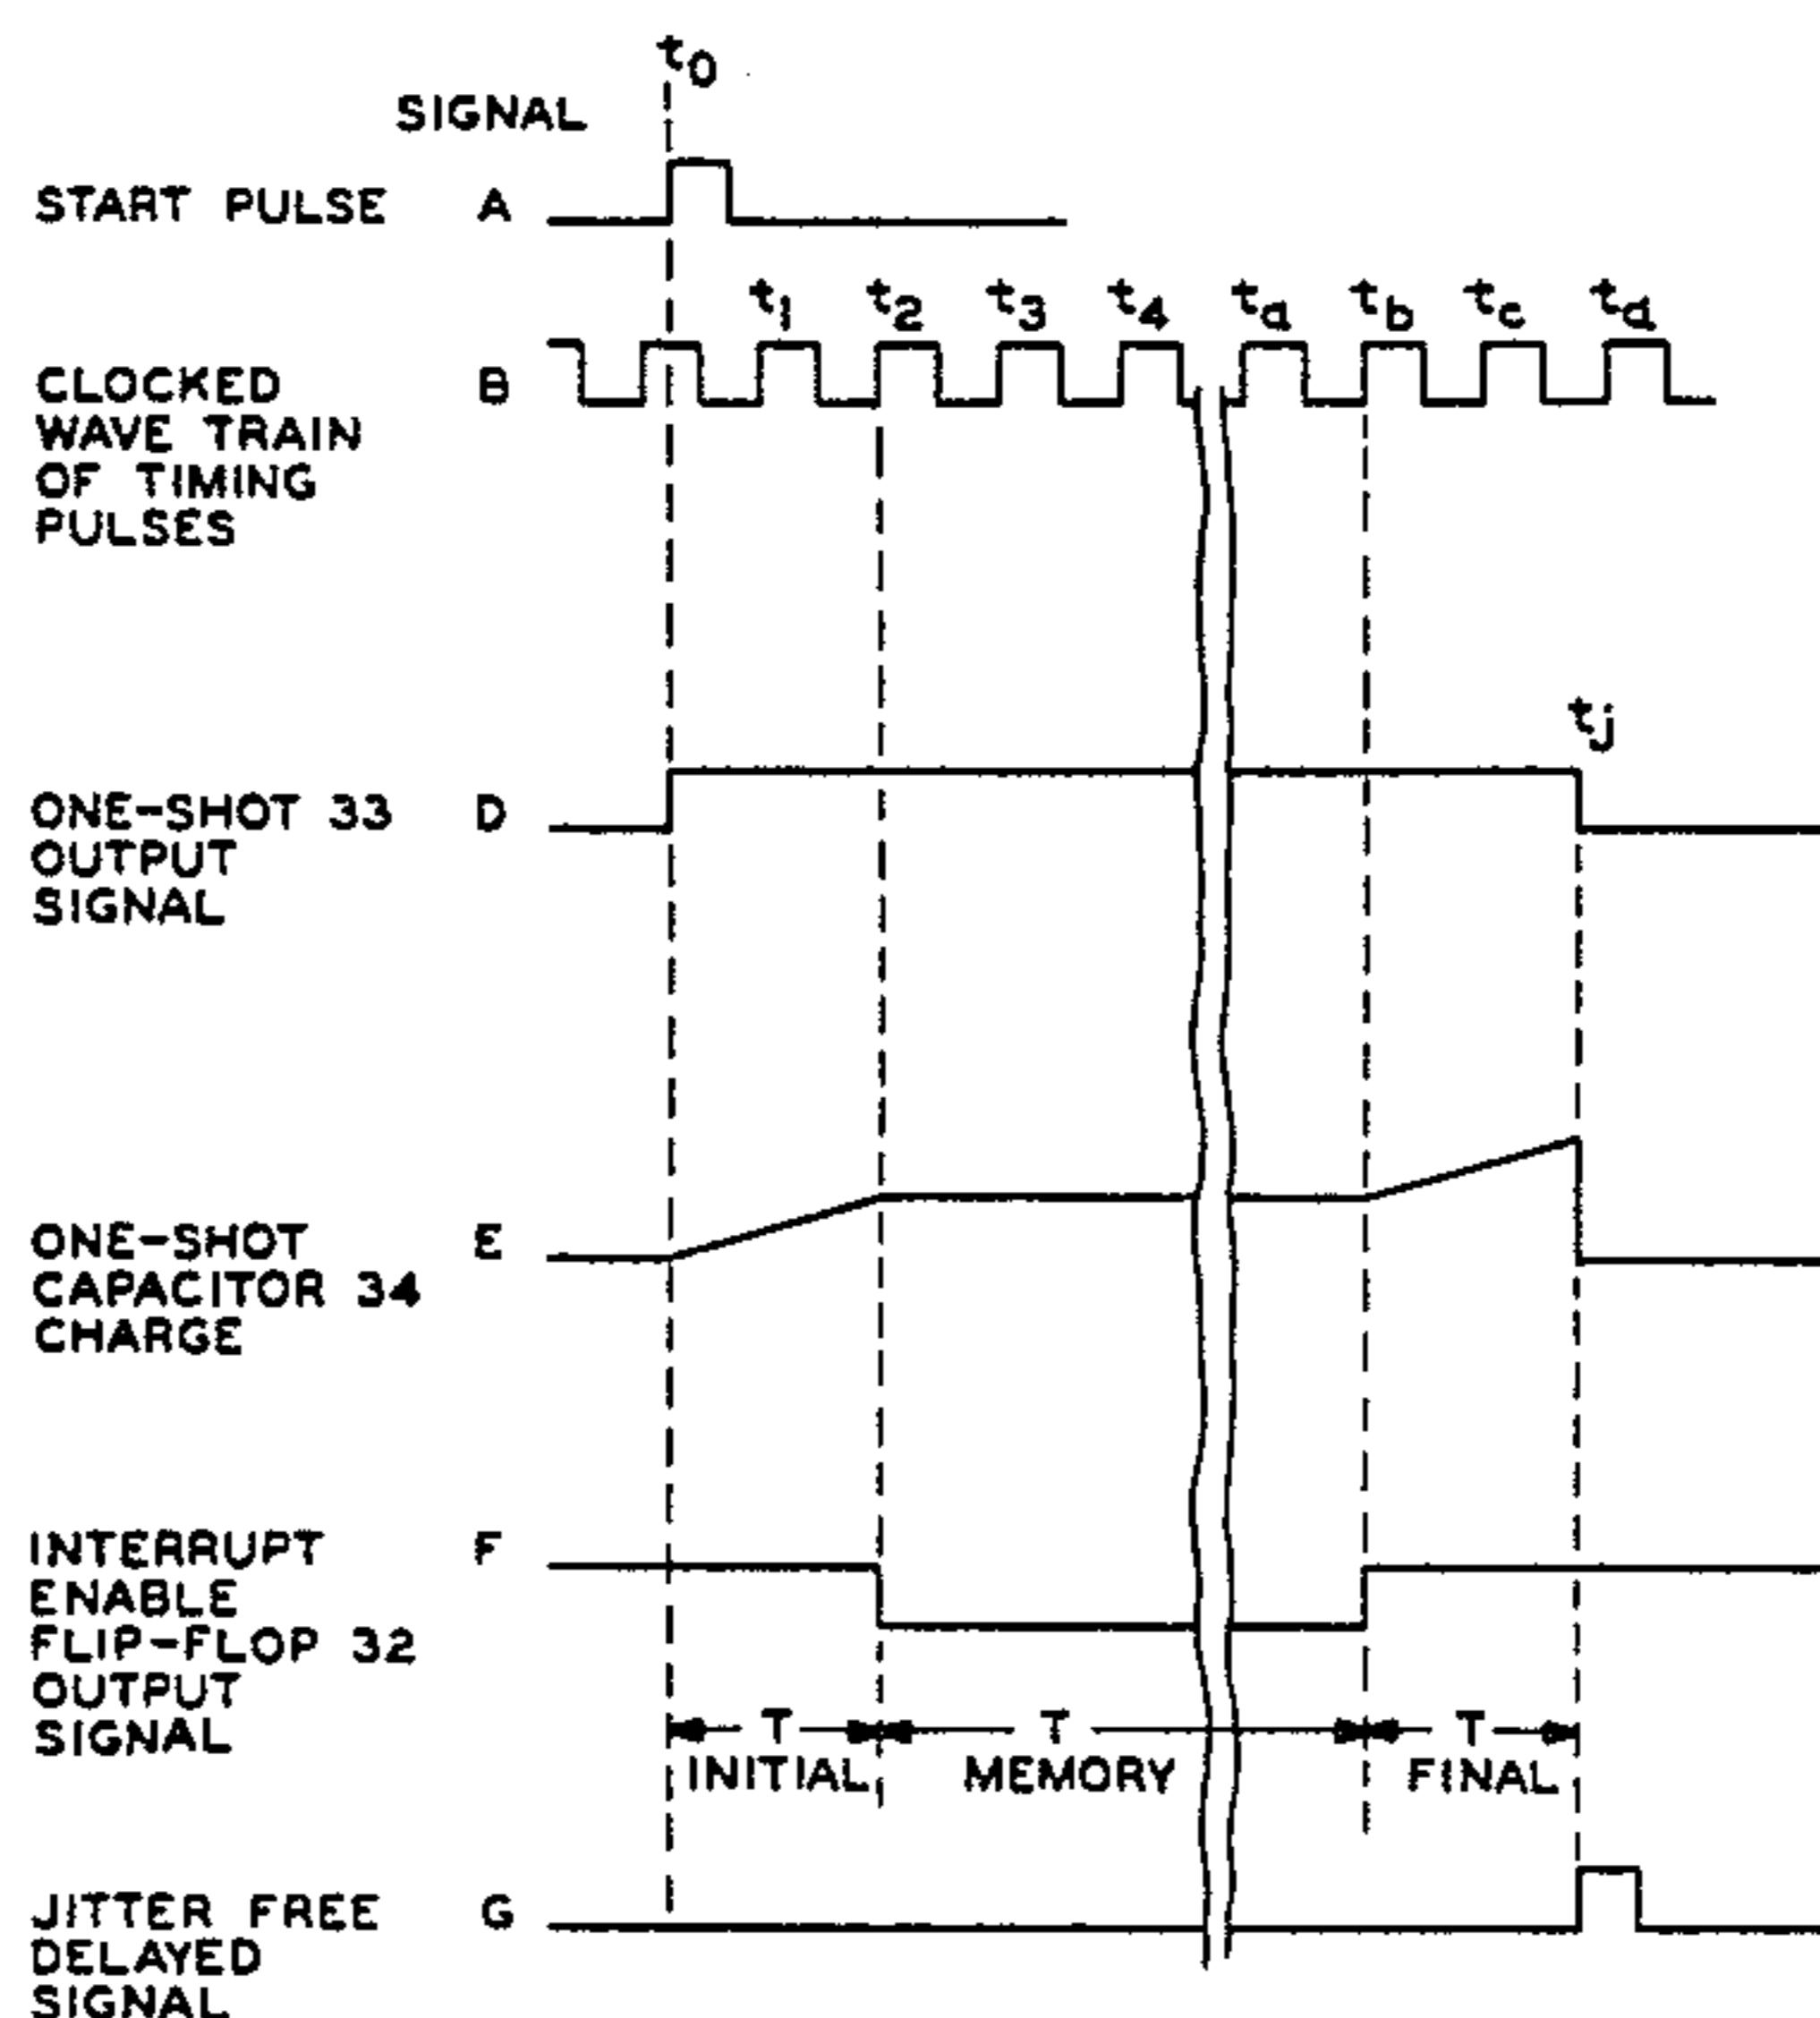 t0
SIGNAL
START PULSE A
t1 t2 t3 t4 ta tb tc td
CLOCKED B
WAVE TRAIN
OF TIMING
PULSES
tj
ONE-SHOT 33 D
OUTPUT
SIGNAL
ONE-SHOT E
CAPACITOR 34
CHARGE
INTERRUPT F
ENABLE
FLIP-FLOP 32
OUTPUT
SIGNAL
T T T
INITIAL MEMORY FINAL
JITTER FREE G
DELAYED
SIGNAL